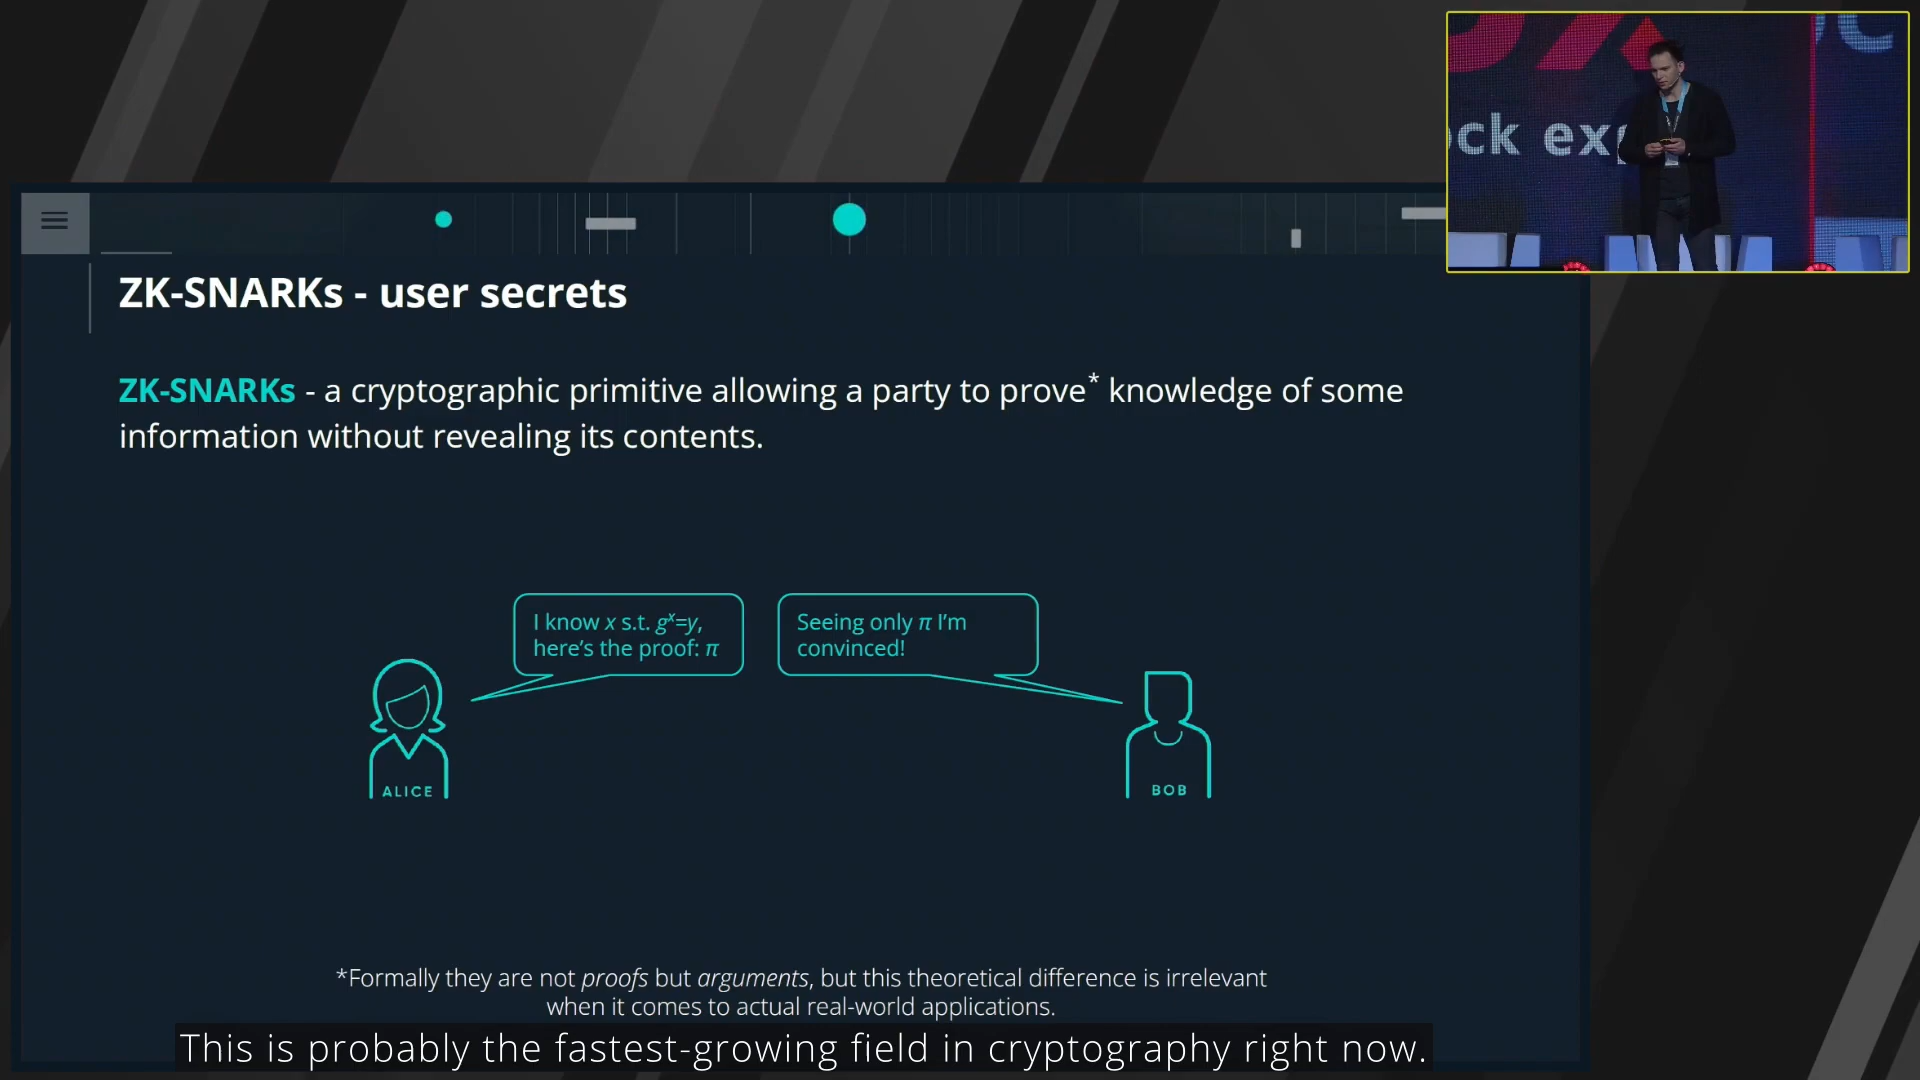 ock exp
ZK-SNARKs - user secrets
ZK-SNARKs - a cryptographic primitive allowing a party to prove* knowledge of some
information without revealing its contents.
I know x s.t. gˣ=y,
here's the proof: π
Seeing only π I'm
convinced!
ALICE
BOB
*Formally they are not proofs but arguments, but this theoretical difference is irrelevant
when it comes to actual real-world applications.
This is probably the fastest-growing field in cryptography right now.